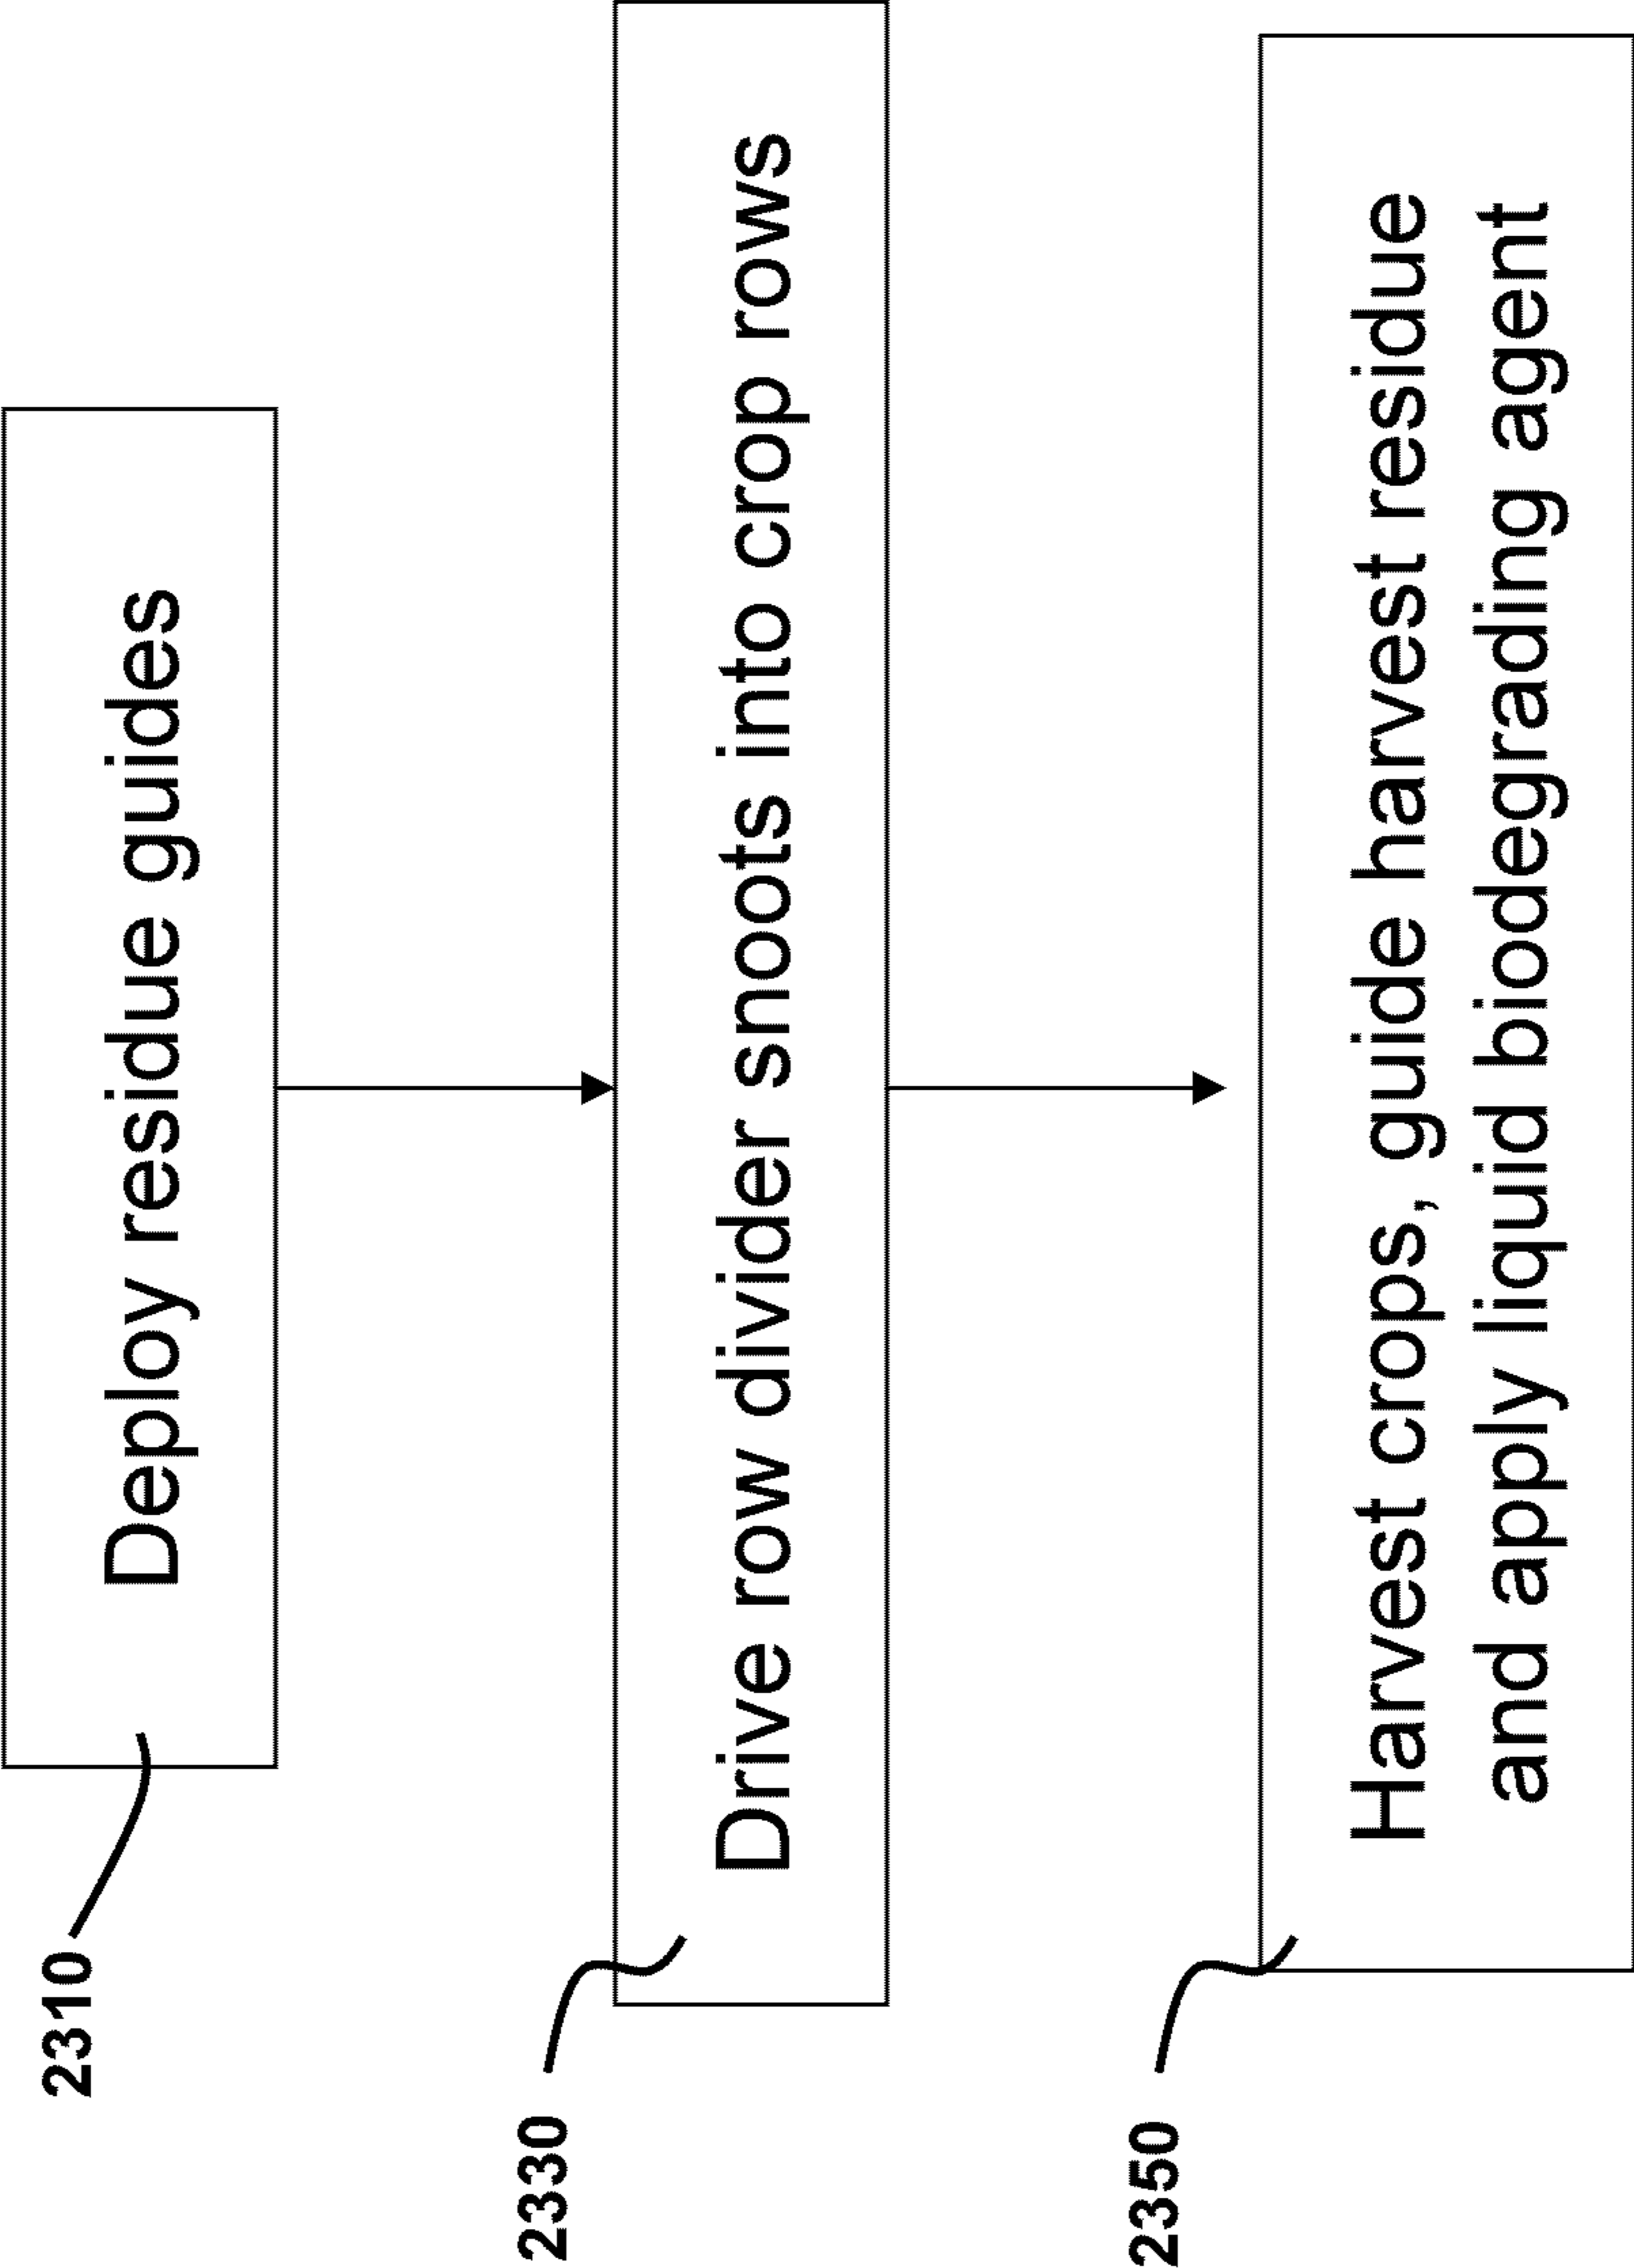 2310
Deploy residue guides
2330
Drive row divider snoots into crop rows
2350
Harvest crops, guide harvest residue
and apply liquid biodegrading agent